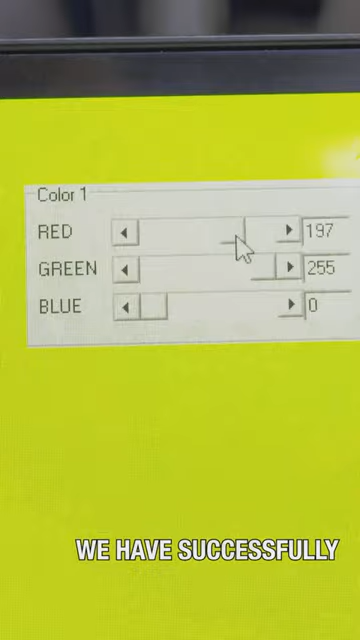 Color 1
RED 197
GREEN 255
BLUE 0
WE HAVE SUCCESSFULLY